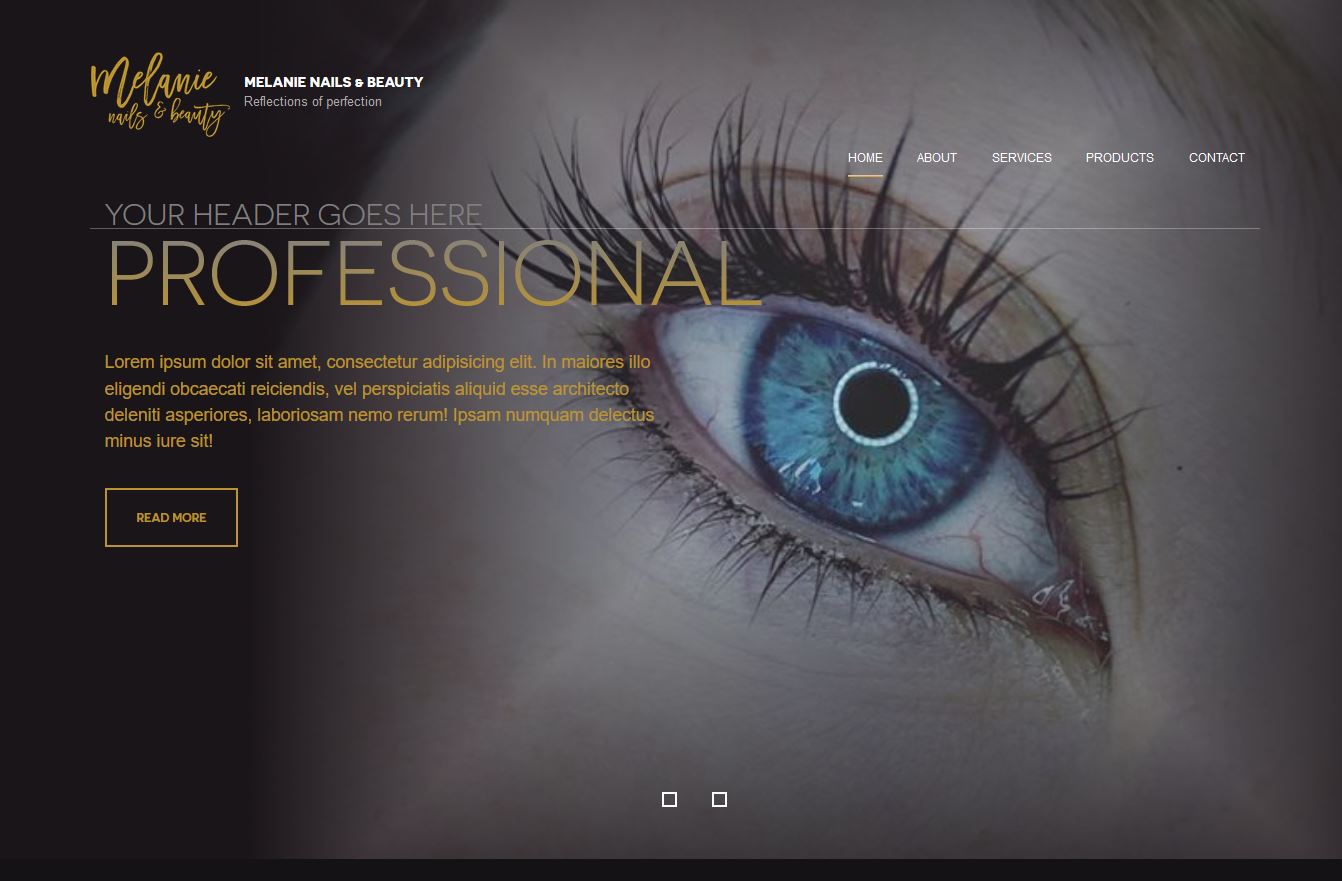 Melanie
nails & beauty
MELANIE NAILS & BEAUTY
Reflections of perfection
HOME ABOUT SERVICES PRODUCTS CONTACT
YOUR HEADER GOES HERE
PROFESSIONAL
Lorem ipsum dolor sit amet, consectetur adipisicing elit. In maiores illo
eligendi obcaecati reiciendis, vel perspiciatis aliquid esse architecto
deleniti asperiores, laboriosam nemo rerum! Ipsam numquam delectus
minus iure sit!
READ MORE